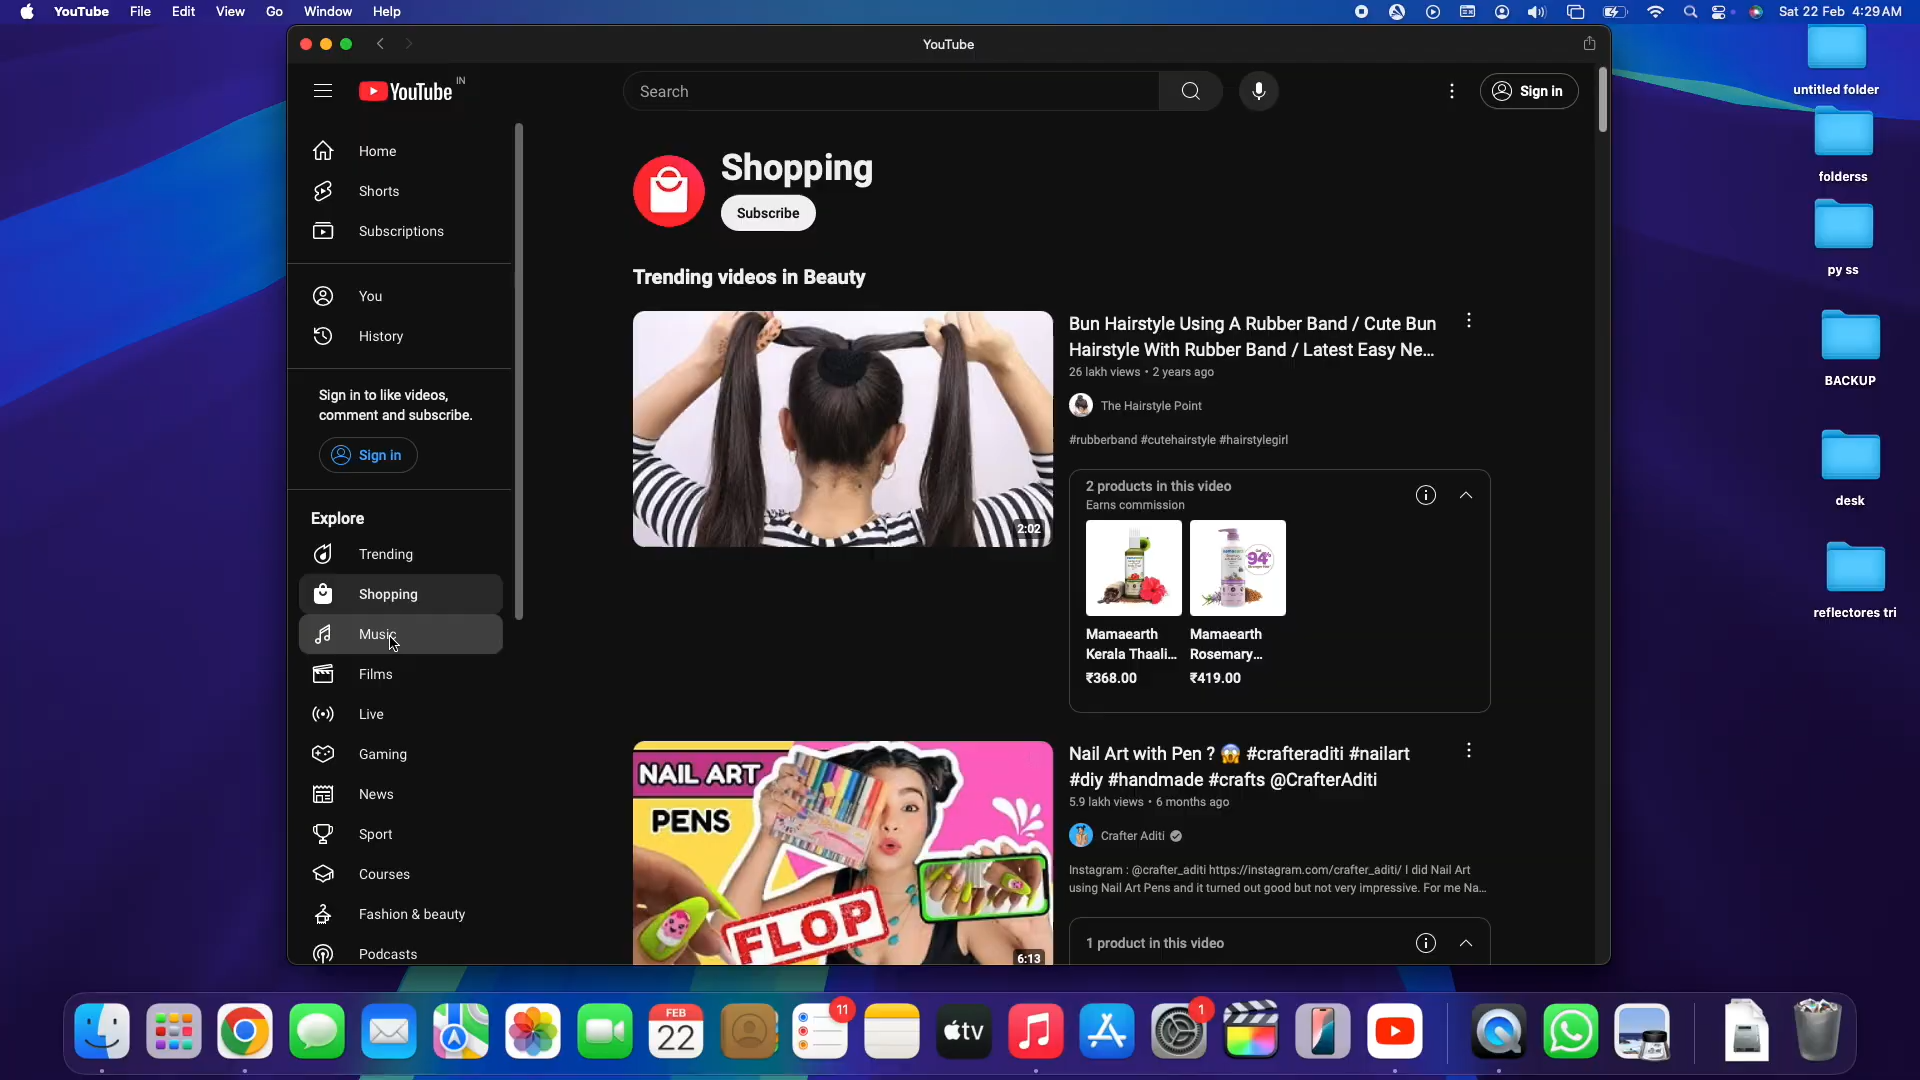 YouTube File Edit View Go Window Help
Sat 22 Feb 4:29 AM
YouTube
YouTube IN
Search
Sign in
Home
Shorts
Subscriptions
You
History
Sign in to like videos,
comment and subscribe.
Sign in
Explore
Trending
Shopping
Music
Films
Live
Gaming
News
Sport
Courses
Fashion & beauty
Podcasts
Shopping
Subscribe
Trending videos in Beauty
2:02
Bun Hairstyle Using A Rubber Band / Cute Bun
Hairstyle With Rubber Band / Latest Easy Ne...
26 lakh views • 2 years ago
The Hairstyle Point
#rubberband #cutehairstyle #hairstylegirl
2 products in this video
Earns commission
94%
Mamaearth
Kerala Thaali...
₹368.00
Mamaearth
Rosemary...
₹419.00
NAIL ART
PENS
FLOP
6:13
Nail Art with Pen ? 😱 #crafteraditi #nailart
#diy #handmade #crafts @CrafterAditi
5.9 lakh views • 6 months ago
Crafter Aditi
Instagram : @crafter_aditi https://instagram.com/crafter_aditi/ I did Nail Art
using Nail Art Pens and it turned out good but not very impressive. For me Na...
1 product in this video
untitled folder
folderss
py ss
BACKUP
desk
reflectores tri
FEB
22
11
tv
1